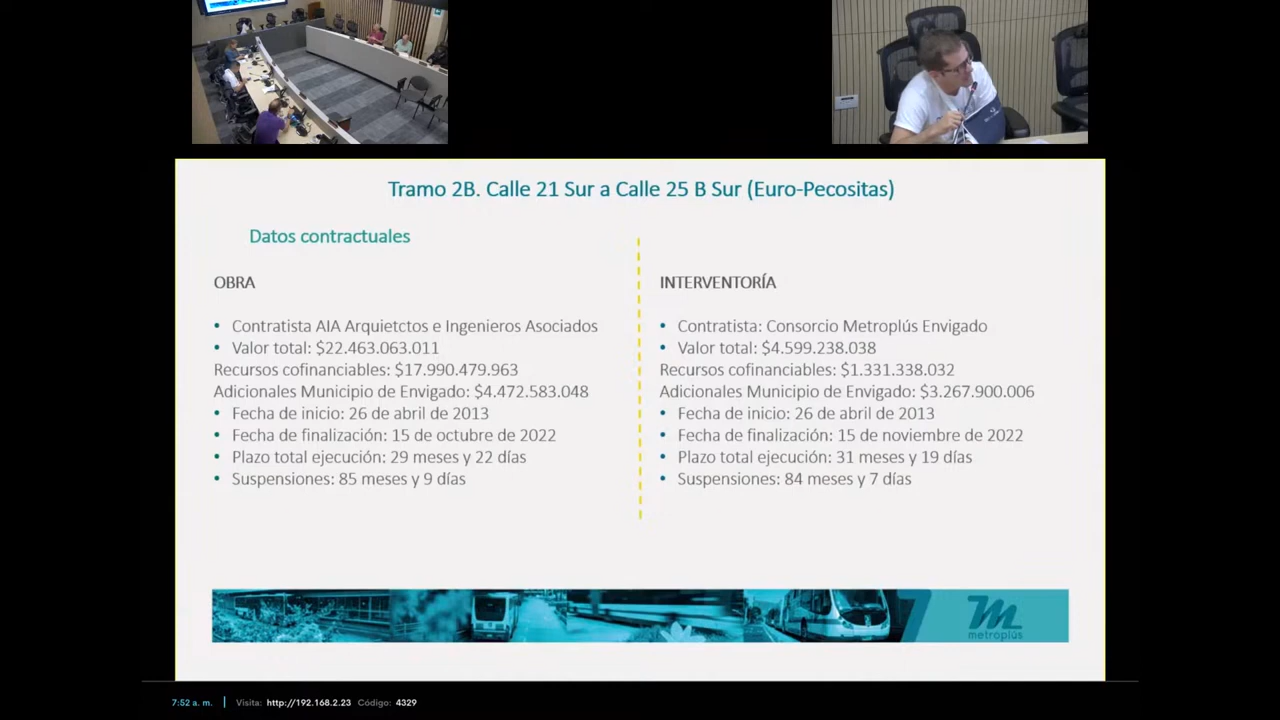 Tramo 2B. Calle 21 Sur a Calle 25 B Sur (Euro-Pecositas)
Datos contractuales
OBRA
• Contratista AIA Arquietctos e Ingenieros Asociados
• Valor total: $22.463.063.011
Recursos cofinanciables: $17.990.479.963
Adicionales Municipio de Envigado: $4.472.583.048
• Fecha de inicio: 26 de abril de 2013
• Fecha de finalización: 15 de octubre de 2022
• Plazo total ejecución: 29 meses y 22 días
• Suspensiones: 85 meses y 9 días
INTERVENTORÍA
• Contratista: Consorcio Metroplús Envigado
• Valor total: $4.599.238.038
Recursos cofinanciables: $1.331.338.032
Adicionales Municipio de Envigado: $3.267.900.006
• Fecha de inicio: 26 de abril de 2013
• Fecha de finalización: 15 de noviembre de 2022
• Plazo total ejecución: 31 meses y 19 días
• Suspensiones: 84 meses y 7 días
metroplús
7:52 a. m. | Visita: http://192.168.2.23 Código: 4329